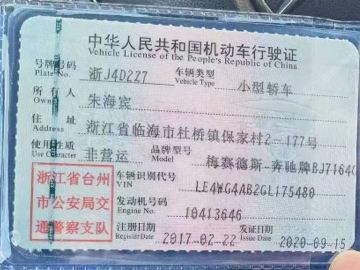 中华人民共和国机动车行驶证
Vehicle License of the People's Republic of China
号牌号码 浙J4D227 车辆类型 小型轿车
Plate No. Vehicle Type
所有人 朱海宸
Owner
住址 浙江省临海市杜桥镇保家村2-177号
Address
使用性质 非营运 品牌型号 梅赛德斯-奔驰牌BJ7164G
Use Character Model
浙江省台州 车辆识别代号 LE4WG4AB2GL175480
VIN
市公安局交 发动机号码 10413646
Engine No.
通警察支队 注册日期 2017-02-22 发证日期 2020-09-15
Register Date Issue Date